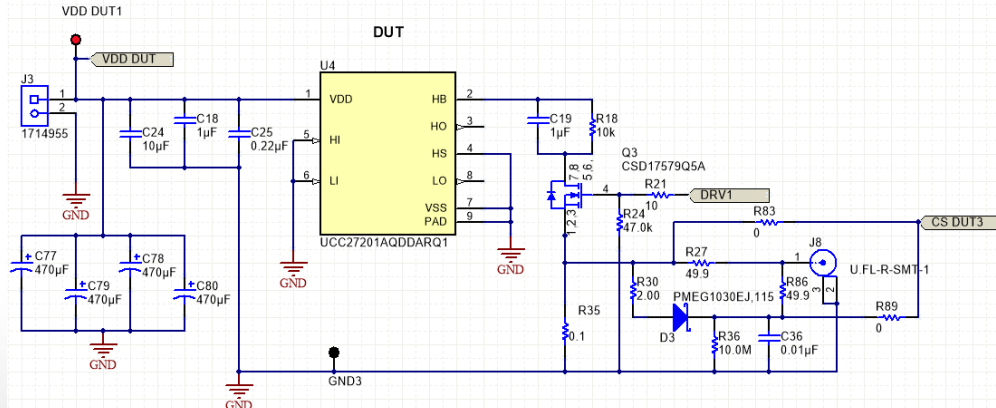 VDD DUT1
VDD DUT
DUT
J3
1
2
1714955
GND
C24
10µF
C18
1µF
C25
0.22µF
U4
1
VDD
HB
2
HO
3
5
HI
HS
4
6
LI
LO
8
VSS
7
PAD
9
UCC27201AQDDARQ1
GND
GND
C19
1µF
R18
10k
Q3
CSD17579Q5A
7,8
5,6,
4
1,2,3
R21
10
DRV1
R24
47.0k
R83
0
CS DUT3
R27
49.9
J8
1
3
2
U.FL-R-SMT-1
R30
2.00
PMEG1030EJ,115
R86
49.9
R89
0
D3
R35
0.1
R36
10.0M
C36
0.01µF
C77
470µF
C78
470µF
C79
470µF
C80
470µF
GND
GND3
GND